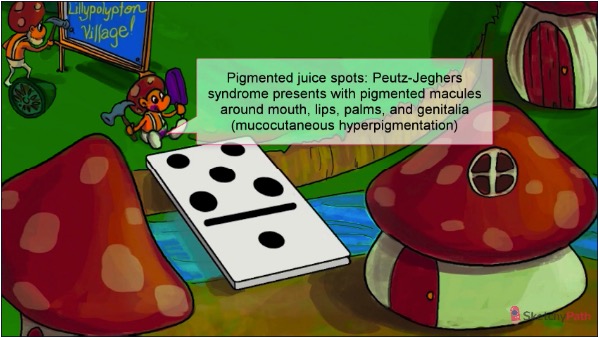 Lillypolypton
Village!
Pigmented juice spots: Peutz-Jeghers
syndrome presents with pigmented macules
around mouth, lips, palms, and genitalia
(mucocutaneous hyperpigmentation)
SketchyPath